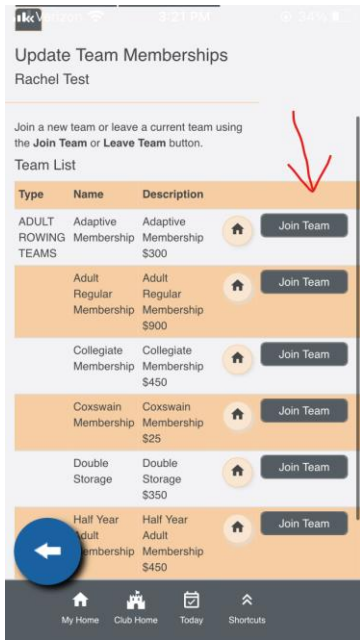 Verizon 3:21 PM 34%
Update Team Memberships
Rachel Test
Join a new team or leave a current team using
the Join Team or Leave Team button.
Team List
Type Name Description
ADULT ROWING TEAMS Adaptive Membership Adaptive Membership $300 Join Team
Adult Regular Membership Adult Regular Membership $900 Join Team
Collegiate Membership Collegiate Membership $450 Join Team
Coxswain Membership Coxswain Membership $25 Join Team
Double Storage Double Storage $350 Join Team
Half Year Adult Membership Half Year Adult Membership $450 Join Team
My Home Club Home Today Shortcuts